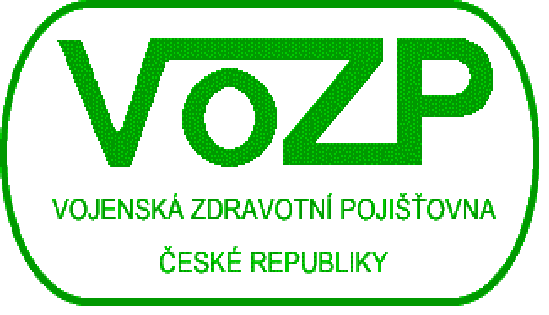 VoZP
VOJENSKÁ ZDRAVOTNÍ POJIŠŤOVNA
ČESKÉ REPUBLIKY